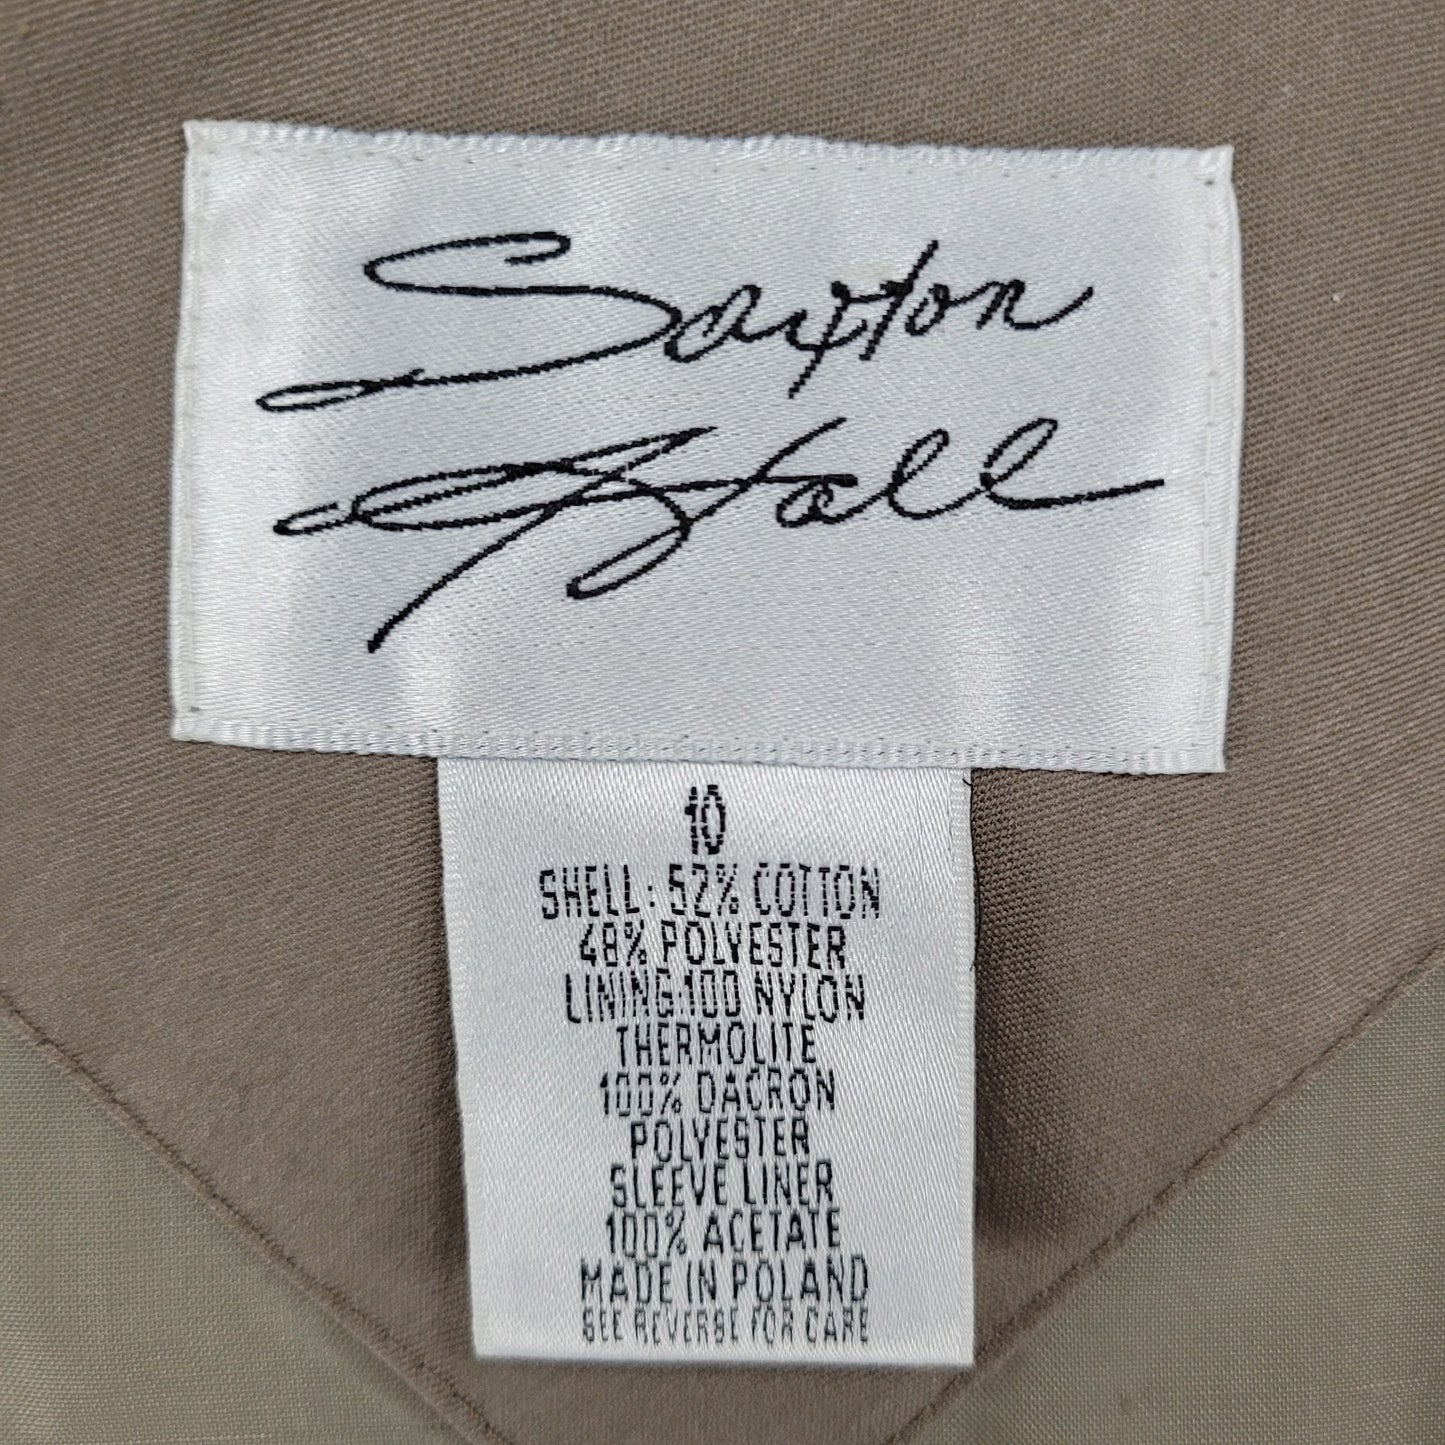 Saxton
Hall
10
SHELL: 52% COTTON
48% POLYESTER
LINING:100 NYLON
THERMOLITE
100% DACRON
POLYESTER
SLEEVE LINER
100% ACETATE
MADE IN POLAND
SEE REVERSE FOR CARE